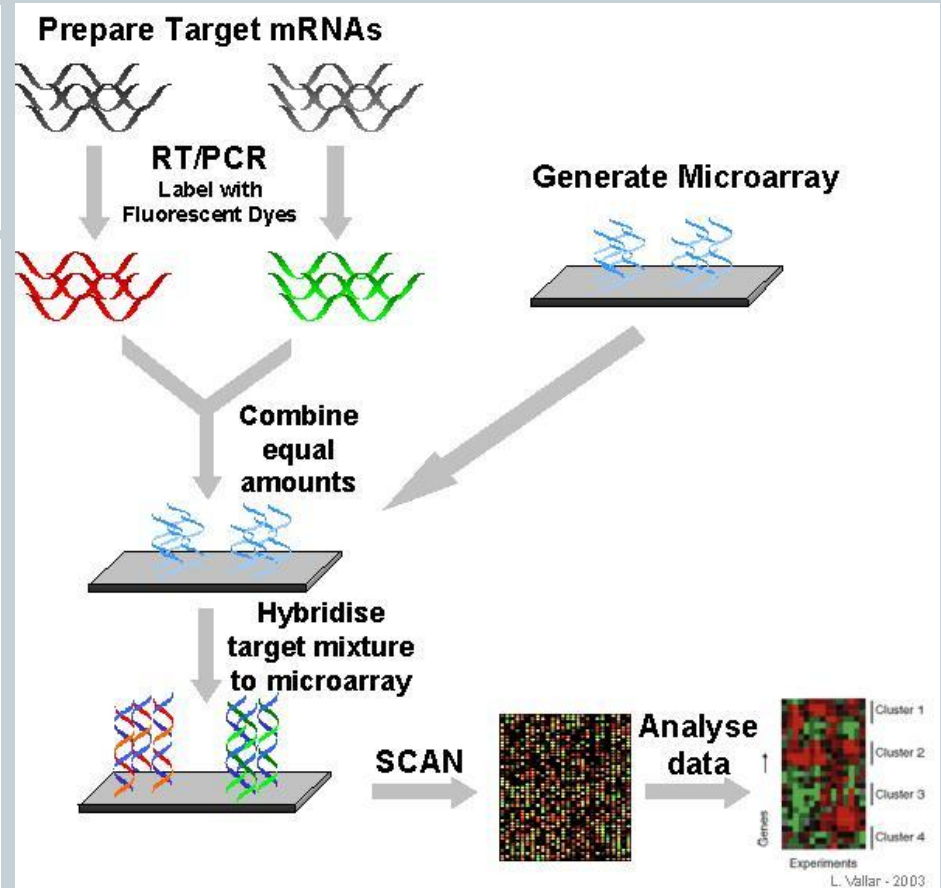 Prepare Target mRNAs
RT/PCR
Label with
Fluorescent Dyes
Generate Microarray
Combine
equal
amounts
Hybridise
target mixture
to microarray
SCAN
Analyse
data
Cluster 1
Cluster 2
Cluster 3
Cluster 4
Genes
Experiments
L. Vallar - 2003